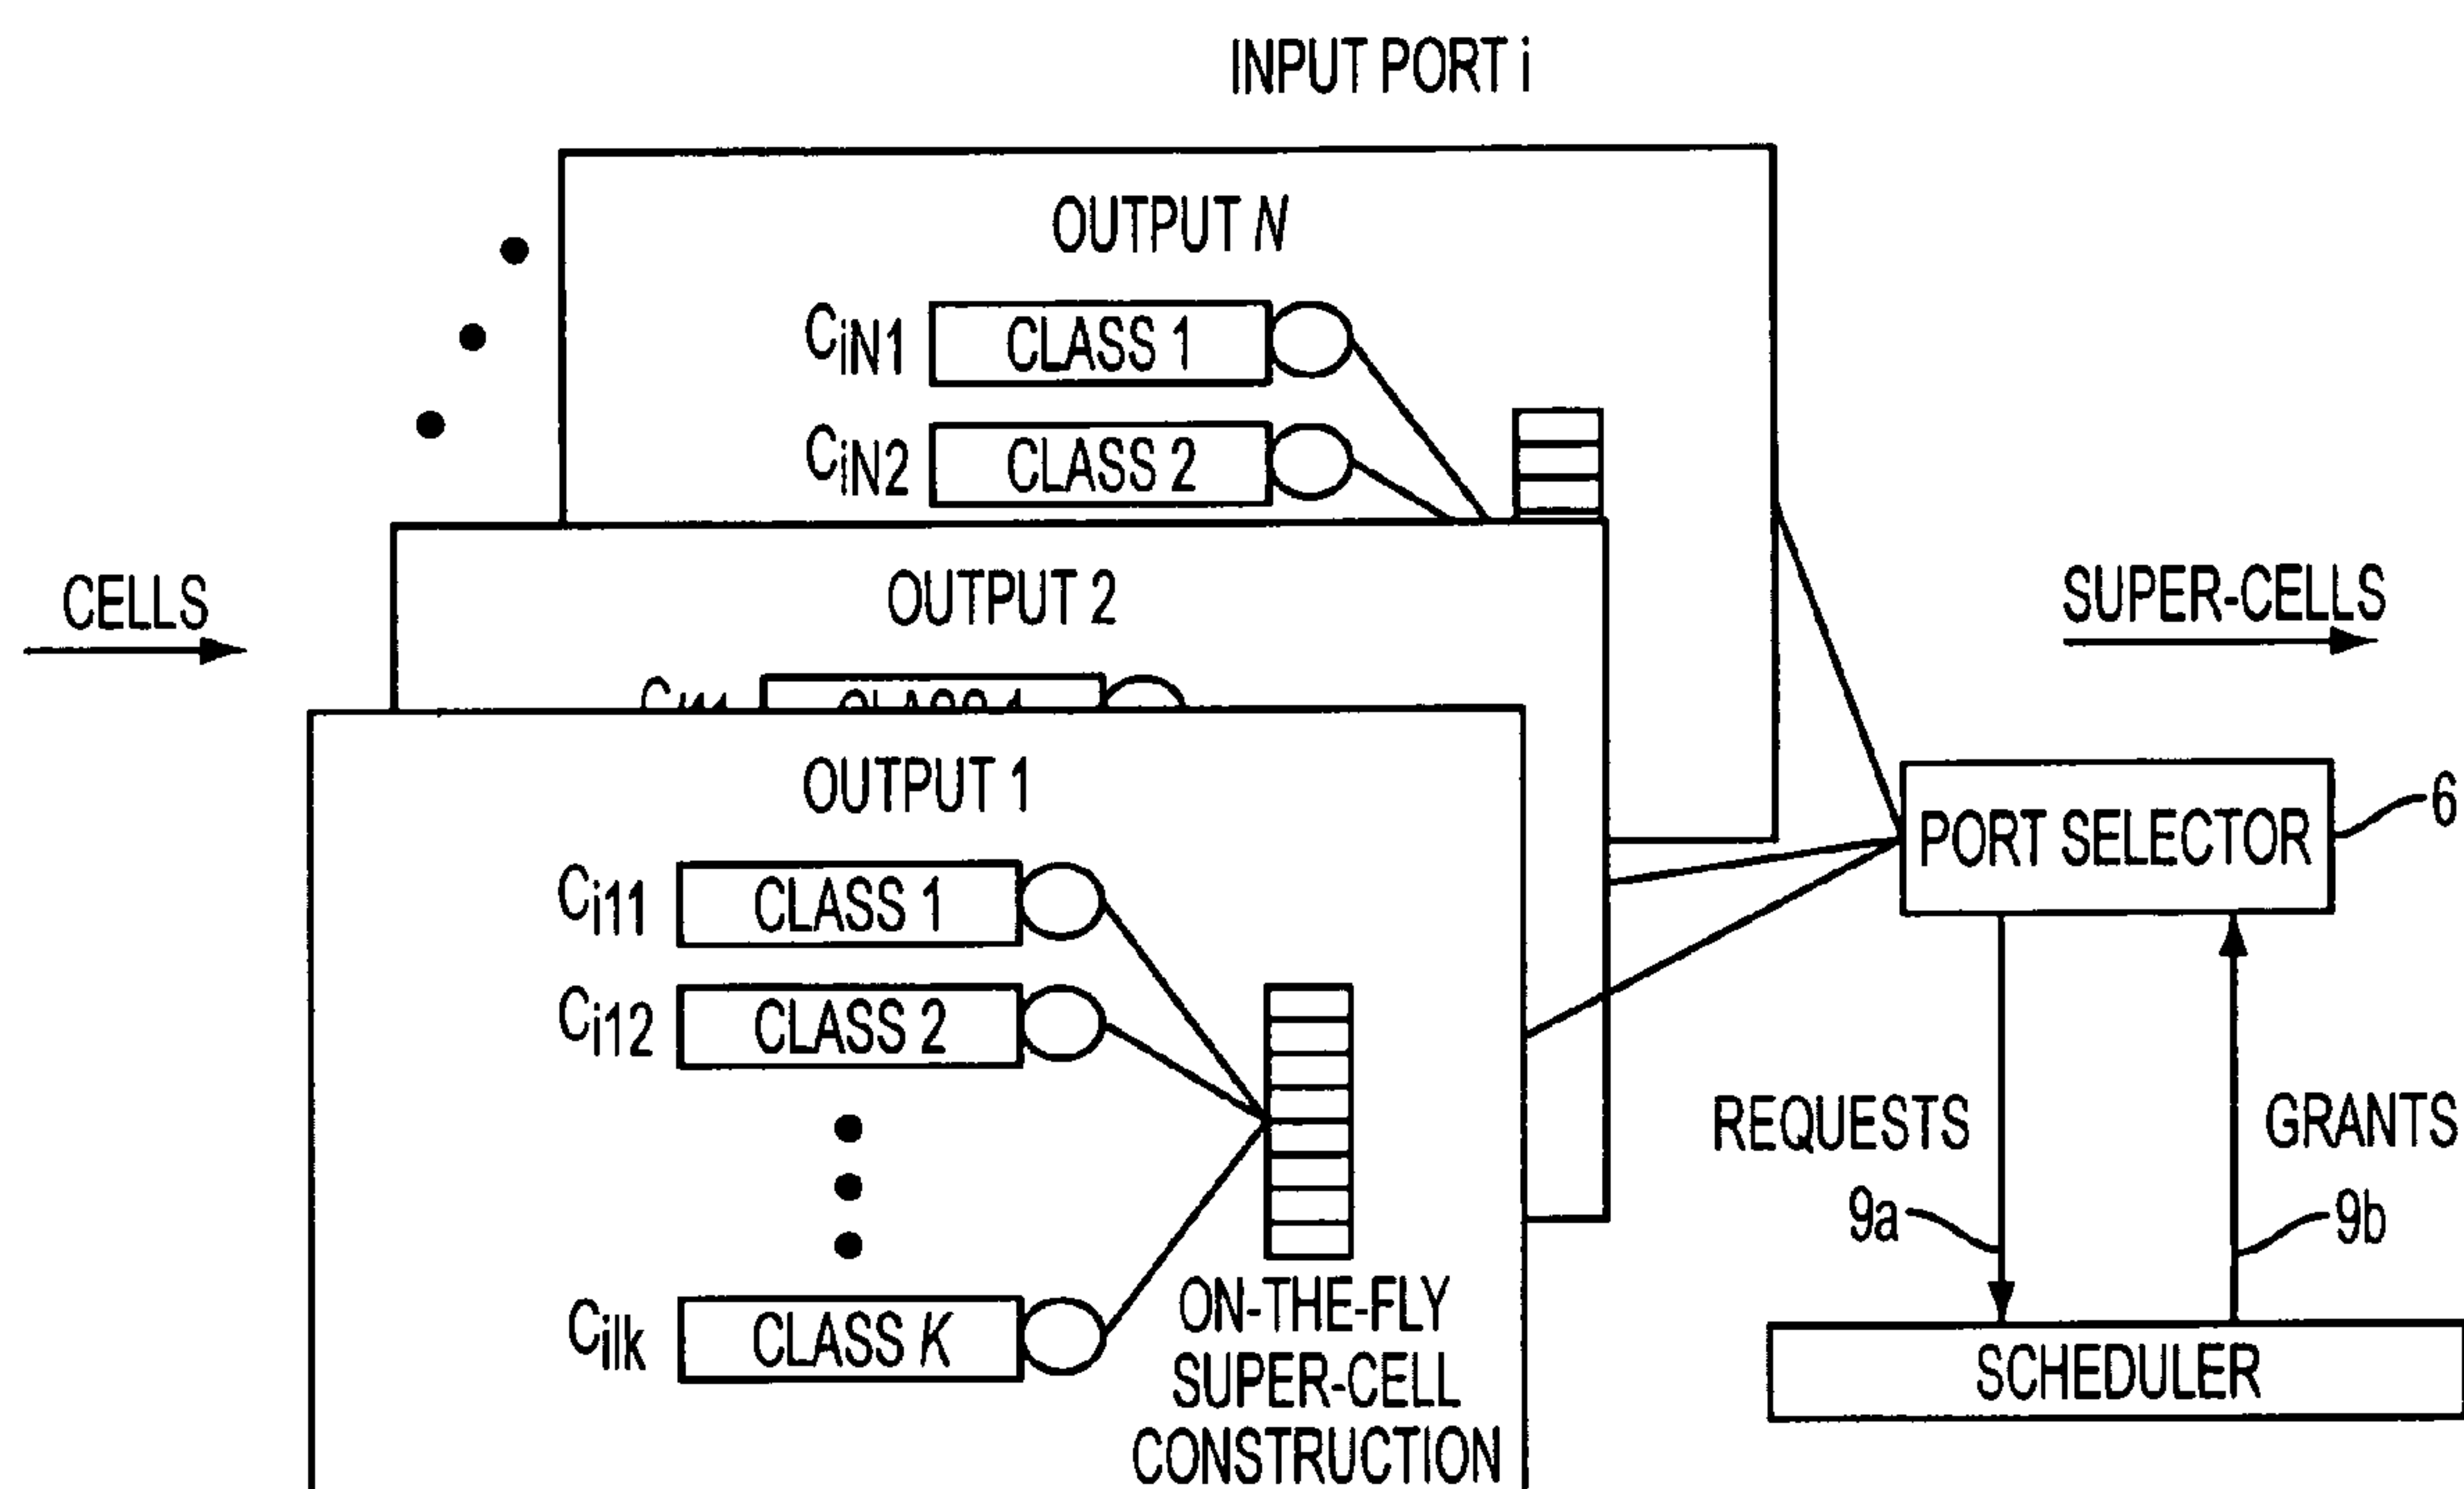 INPUT PORT i
OUTPUT N
CiN1 CLASS 1
CiN2 CLASS 2
CELLS
OUTPUT 2
SUPER-CELLS
OUTPUT 1
PORT SELECTOR
6
Ci11 CLASS 1
Ci12 CLASS 2
REQUESTS
GRANTS
9a
9b
Cilk CLASS K
ON-THE-FLY
SUPER-CELL
CONSTRUCTION
SCHEDULER